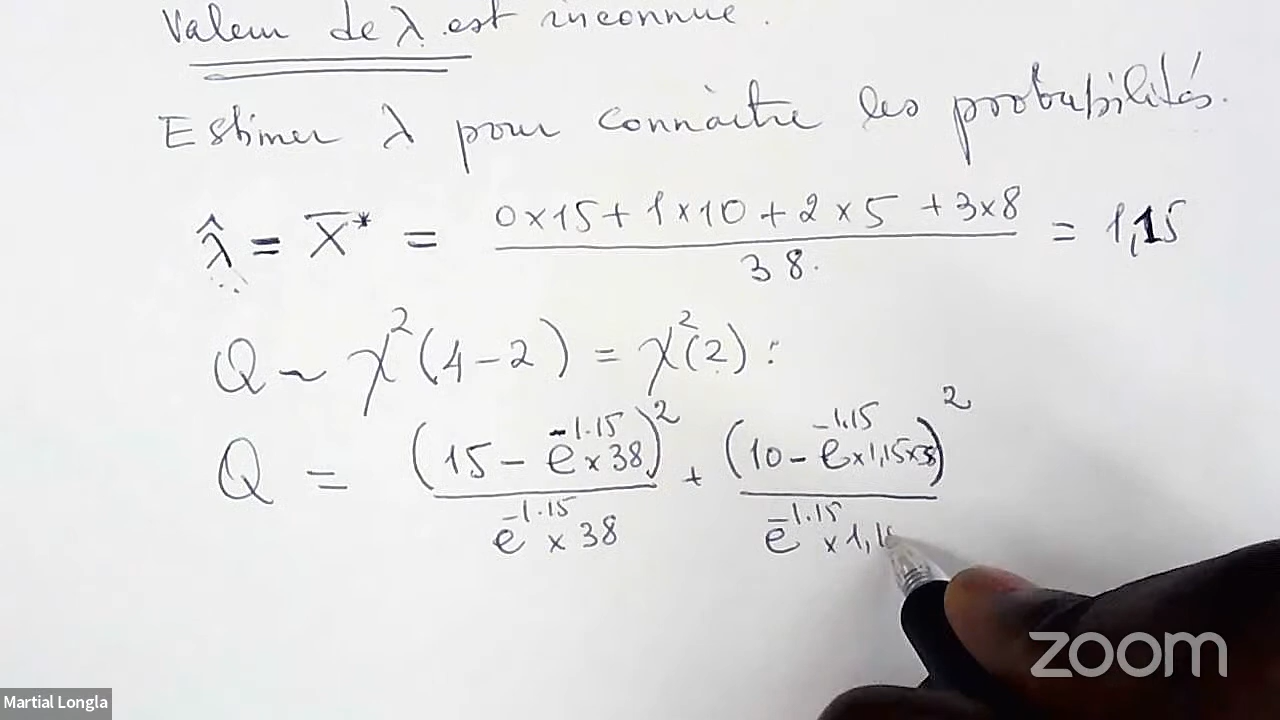 Valeur de λ est inconnue.
Estimer λ pour connaitre les probabilités.
λ̂ = X̄* = (0×15 + 1×10 + 2×5 + 3×8) / 38. = 1,15
Q ~ χ²(4-2) = χ²(2) :
Q = (15 - e^-1.15 × 38)² / e^-1.15 × 38 + (10 - e^-1.15 × 1,15 × 38)² / e^-1.15 × 1,15
zoom
Martial Longla